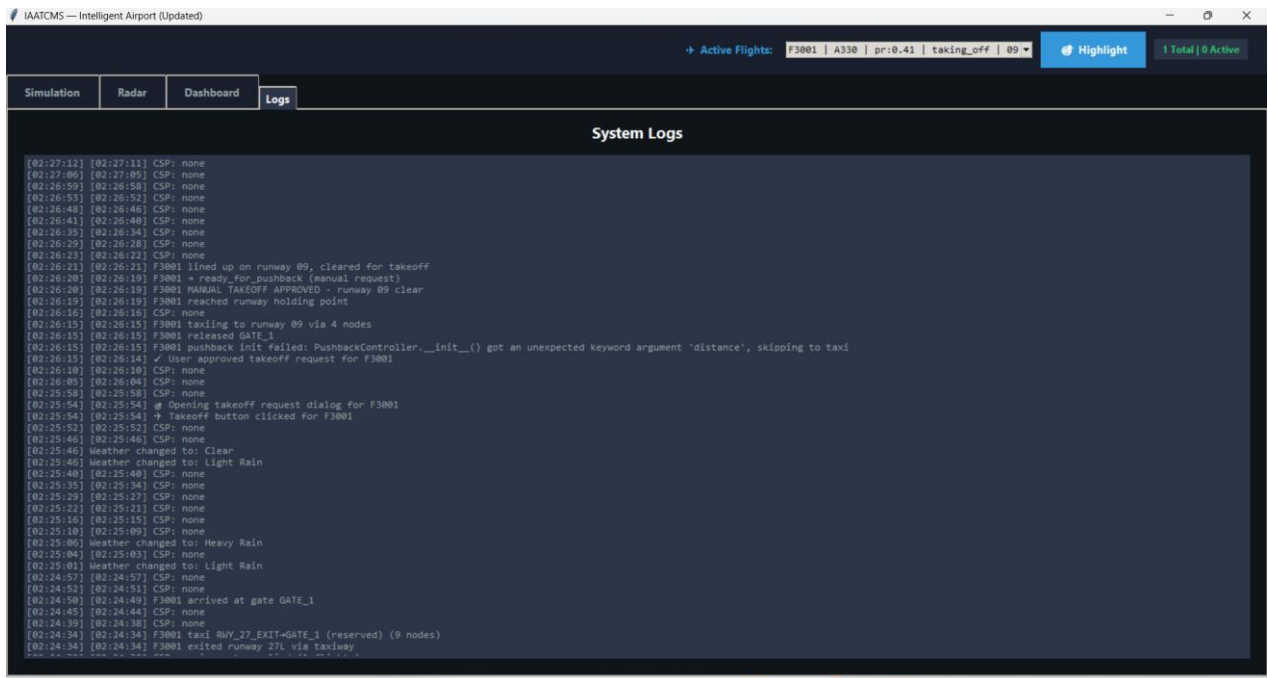 IAATCMS — Intelligent Airport (Updated)
✈ Active Flights: F3001 | A330 | pr:0.41 | taking_off | 09 Highlight 1 Total | 0 Active
Simulation Radar Dashboard Logs
System Logs
[02:27:12] [02:27:11] CSP: none
[02:27:06] [02:27:05] CSP: none
[02:26:59] [02:26:58] CSP: none
[02:26:53] [02:26:52] CSP: none
[02:26:48] [02:26:46] CSP: none
[02:26:41] [02:26:40] CSP: none
[02:26:35] [02:26:34] CSP: none
[02:26:29] [02:26:28] CSP: none
[02:26:23] [02:26:22] CSP: none
[02:26:21] [02:26:21] F3001 lined up on runway 09, cleared for takeoff
[02:26:20] [02:26:19] F3001 → ready_for_pushback (manual request)
[02:26:20] [02:26:19] F3001 MANUAL TAKEOFF APPROVED - runway 09 clear
[02:26:19] [02:26:19] F3001 reached runway holding point
[02:26:16] [02:26:16] CSP: none
[02:26:15] [02:26:15] F3001 taxiing to runway 09 via 4 nodes
[02:26:15] [02:26:15] F3001 released GATE_1
[02:26:15] [02:26:15] F3001 pushback init failed: PushbackController.__init__() got an unexpected keyword argument 'distance', skipping to taxi
[02:26:15] [02:26:14] ✓ User approved takeoff request for F3001
[02:26:10] [02:26:10] CSP: none
[02:26:05] [02:26:04] CSP: none
[02:25:58] [02:25:58] CSP: none
[02:25:54] [02:25:54] Opening takeoff request dialog for F3001
[02:25:54] [02:25:54] ✈ Takeoff button clicked for F3001
[02:25:52] [02:25:52] CSP: none
[02:25:46] [02:25:46] CSP: none
[02:25:46] Weather changed to: Clear
[02:25:46] Weather changed to: Light Rain
[02:25:40] [02:25:40] CSP: none
[02:25:35] [02:25:34] CSP: none
[02:25:29] [02:25:27] CSP: none
[02:25:22] [02:25:21] CSP: none
[02:25:16] [02:25:15] CSP: none
[02:25:10] [02:25:09] CSP: none
[02:25:06] Weather changed to: Heavy Rain
[02:25:04] [02:25:03] CSP: none
[02:25:01] Weather changed to: Light Rain
[02:24:57] [02:24:57] CSP: none
[02:24:52] [02:24:51] CSP: none
[02:24:50] [02:24:49] F3001 arrived at gate GATE_1
[02:24:45] [02:24:44] CSP: none
[02:24:39] [02:24:38] CSP: none
[02:24:34] [02:24:34] F3001 taxi RWY_27_EXIT→GATE_1 (reserved) (9 nodes)
[02:24:34] [02:24:34] F3001 exited runway 27L via taxiway